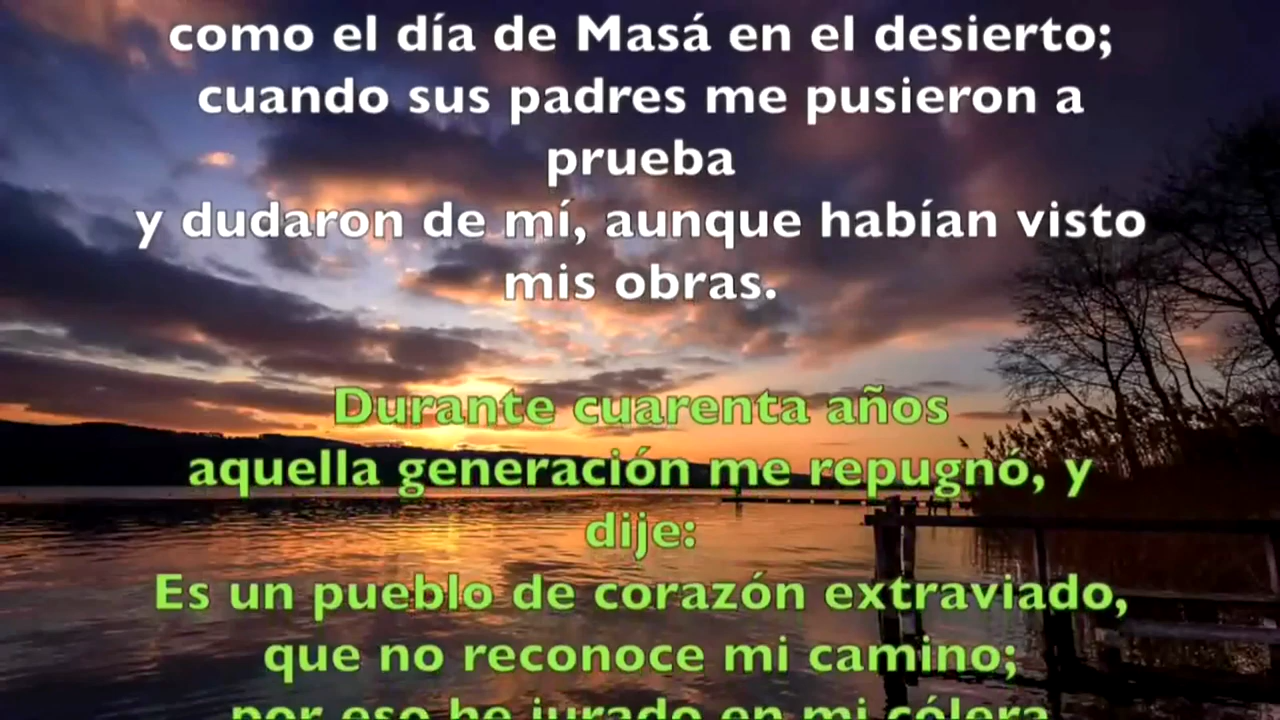 como el día de Masá en el desierto;
cuando sus padres me pusieron a
prueba
y dudaron de mí, aunque habían visto
mis obras.
Durante cuarenta años
aquella generación me repugnó, y
dije:
Es un pueblo de corazón extraviado,
que no reconoce mi camino;
por eso he jurado en mi cólera